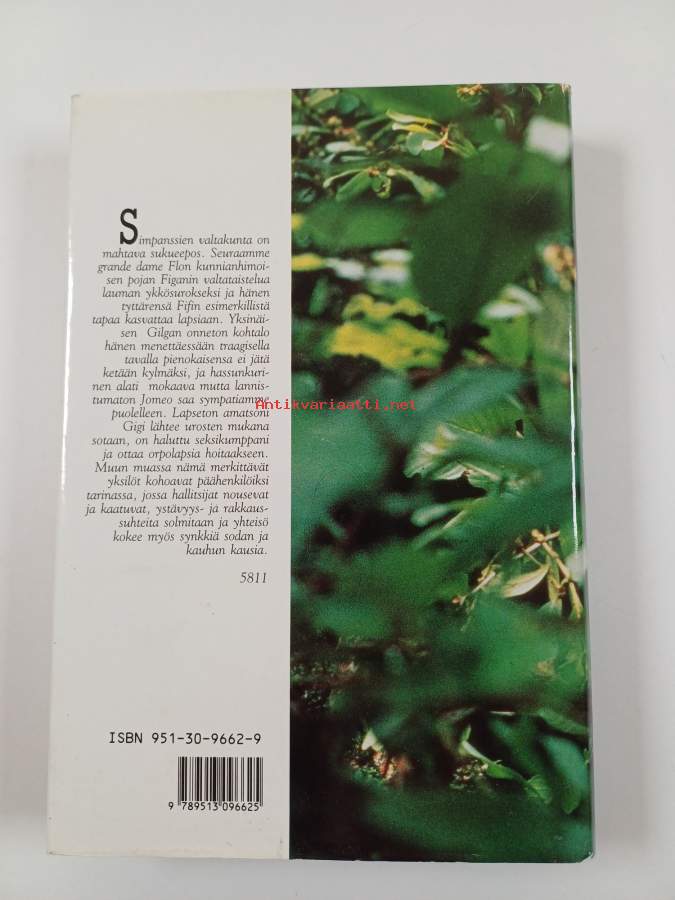 Simpanssien valtakunta on
mahtava sukueepos. Seuraamme
grande dame Flon kunnianhimoi-
sen pojan Figanin valtataistelua
lauman ykkösurokseksi ja hänen
tyttärensä Fifin esimerkillistä
tapaa kasvattaa lapsiaan. Yksinäi-
sen Gilgan onneton kohtalo
hänen menettäessään traagisella
tavalla pienokaisensa ei jätä
ketään kylmäksi, ja hassunkuri-
nen alati mokaava mutta lannis-
tumaton Jomeo saa sympatiamme
puolelleen. Lapseton amatsoni
Gigi lähtee urosten mukana
sotaan, on haluttu seksikumppani
ja ottaa orpolapsia hoitaakseen.
Muun muassa nämä merkittävät
yksilöt kohoavat päähenkilöiksi
tarinassa, jossa hallitsijat nousevat
ja kaatuvat, ystävyys- ja rakkaus-
suhteita solmitaan ja yhteisö
kokee myös synkkiä sodan ja
kauhun kausia.
5811
Antikvariaatti.net
ISBN 951-30-9662-9
9 789513 096625